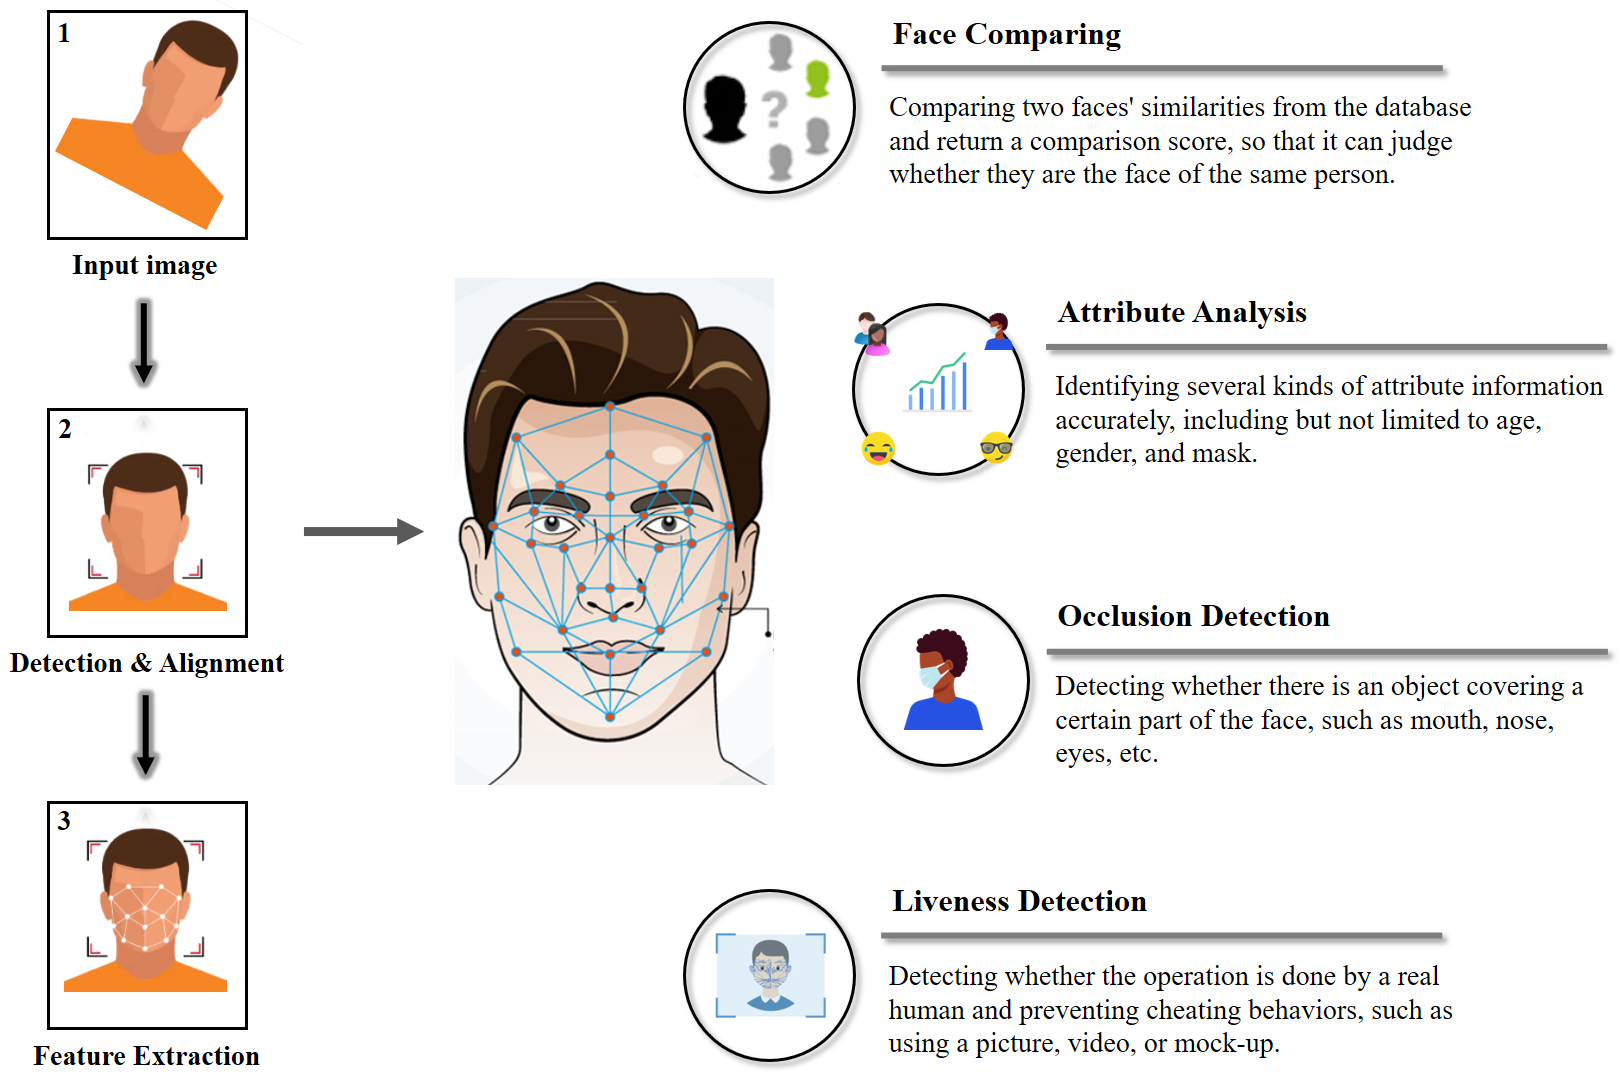 1
Input image
2
Detection & Alignment
3
Feature Extraction
Face Comparing
Comparing two faces' similarities from the database
and return a comparison score, so that it can judge
whether they are the face of the same person.
?
Attribute Analysis
Identifying several kinds of attribute information
accurately, including but not limited to age,
gender, and mask.
Occlusion Detection
Detecting whether there is an object covering a
certain part of the face, such as mouth, nose,
eyes, etc.
Liveness Detection
Detecting whether the operation is done by a real
human and preventing cheating behaviors, such as
using a picture, video, or mock-up.